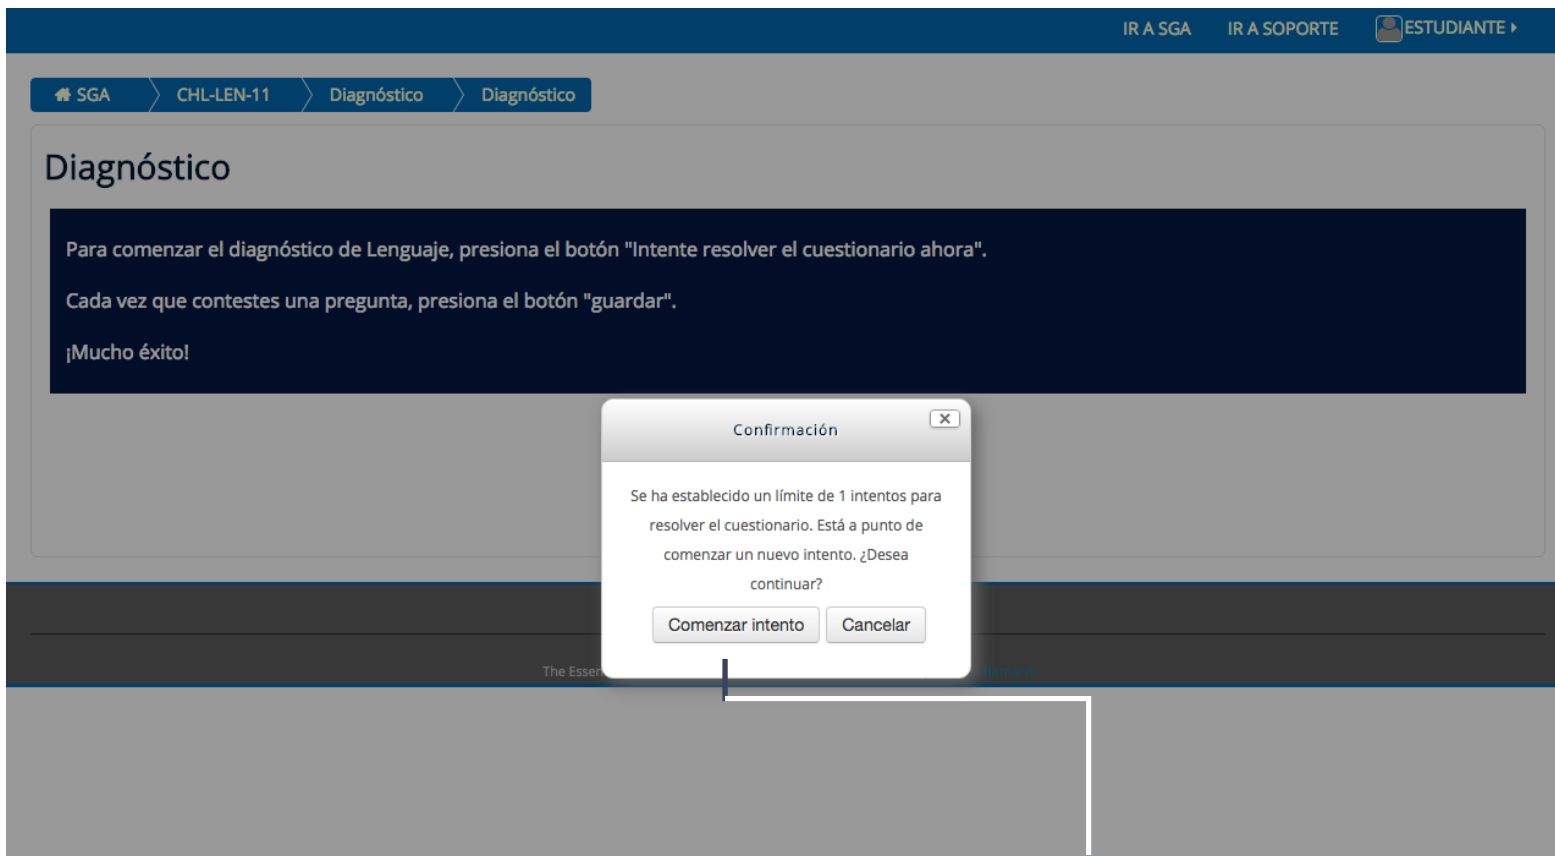 IR A SGA IR A SOPORTE ESTUDIANTE
SGA CHL-LEN-11 Diagnóstico Diagnóstico
Diagnóstico
Para comenzar el diagnóstico de Lenguaje, presiona el botón "Intente resolver el cuestionario ahora".
Cada vez que contestes una pregunta, presiona el botón "guardar".
¡Mucho éxito!
Confirmación
Se ha establecido un límite de 1 intentos para
resolver el cuestionario. Está a punto de
comenzar un nuevo intento. ¿Desea
continuar?
Comenzar intento Cancelar
The